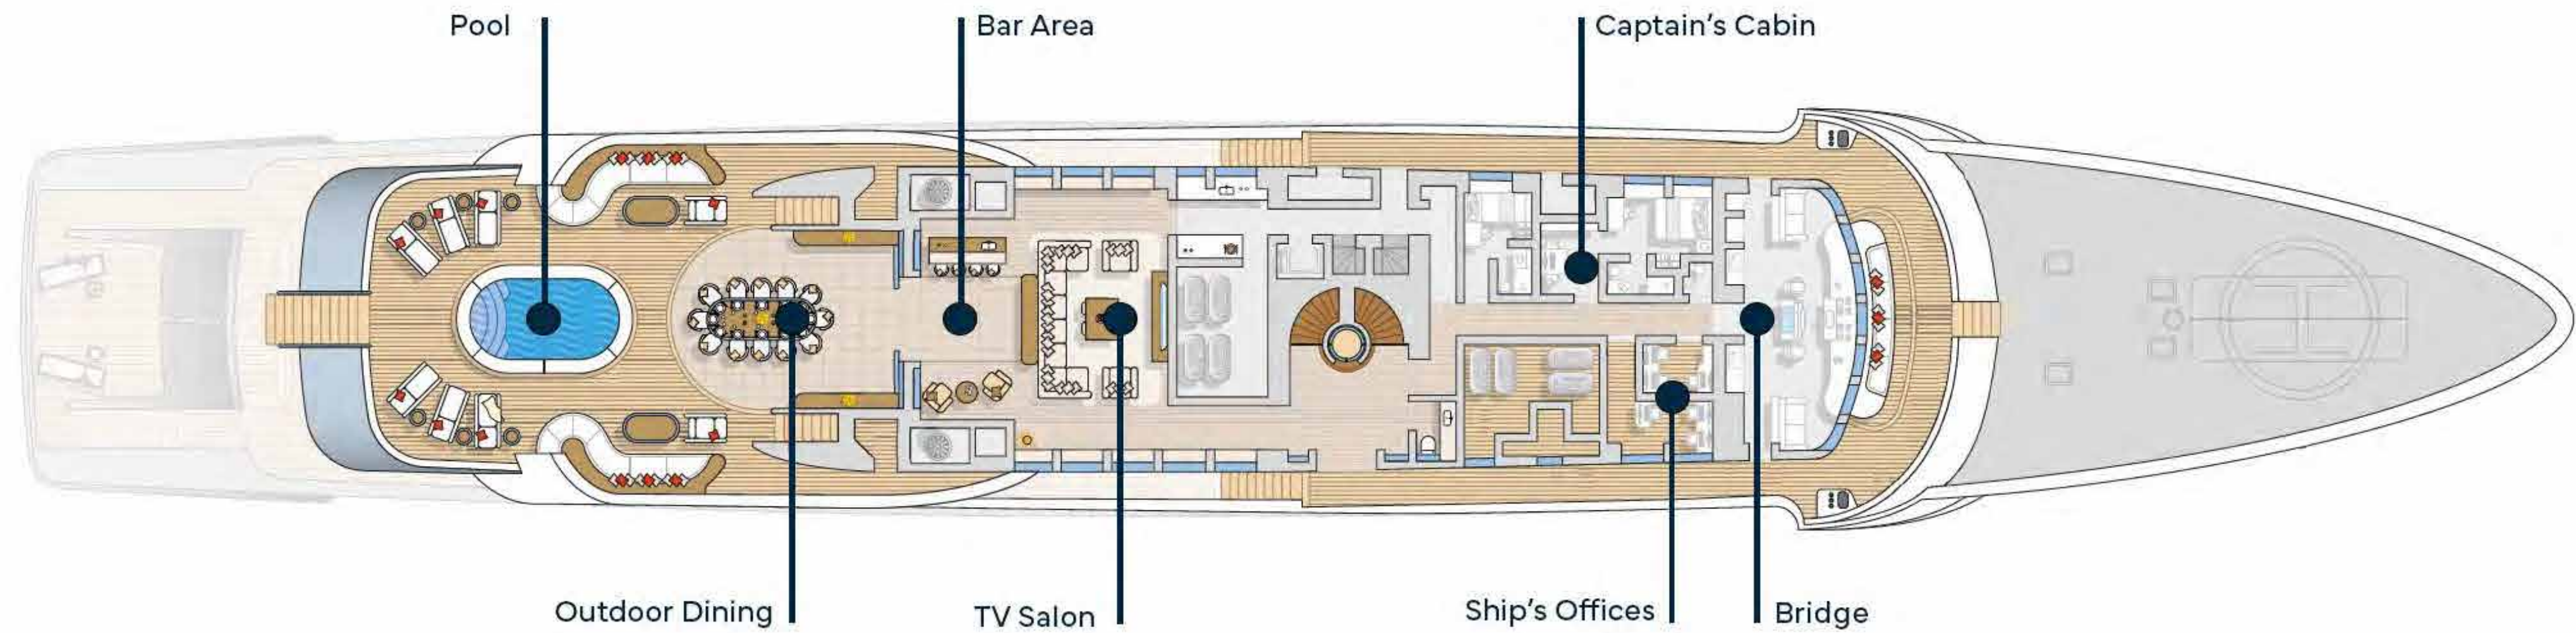 Pool
Bar Area
Captain's Cabin
Outdoor Dining
TV Salon
Ship's Offices
Bridge